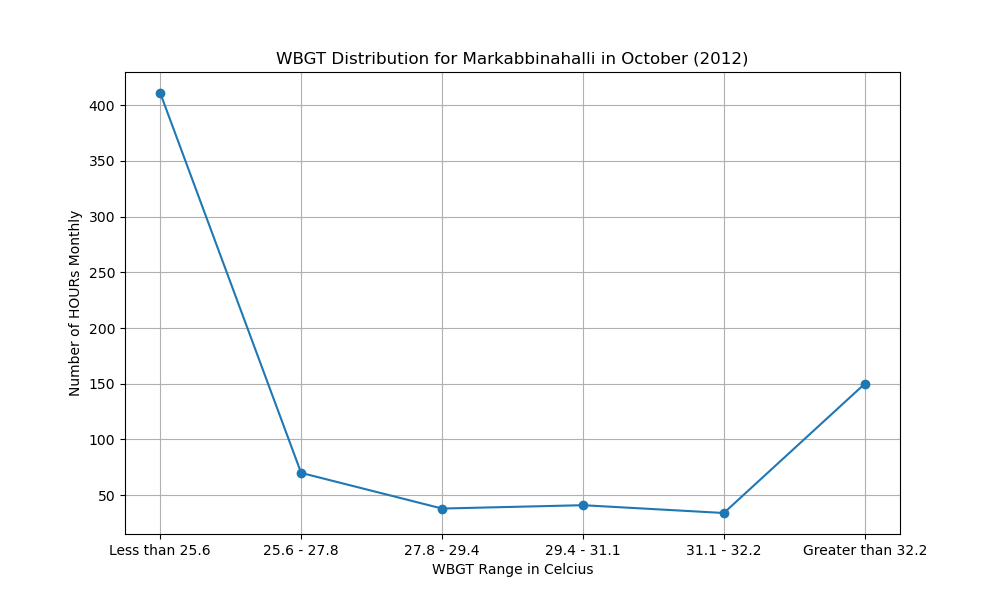 WBGT Distribution for Markabbinahalli in October (2012)
Number of HOURs Monthly
400
350
300
250
200
150
100
50
Less than 25.6
25.6 - 27.8
27.8 - 29.4
29.4 - 31.1
31.1 - 32.2
Greater than 32.2
WBGT Range in Celcius